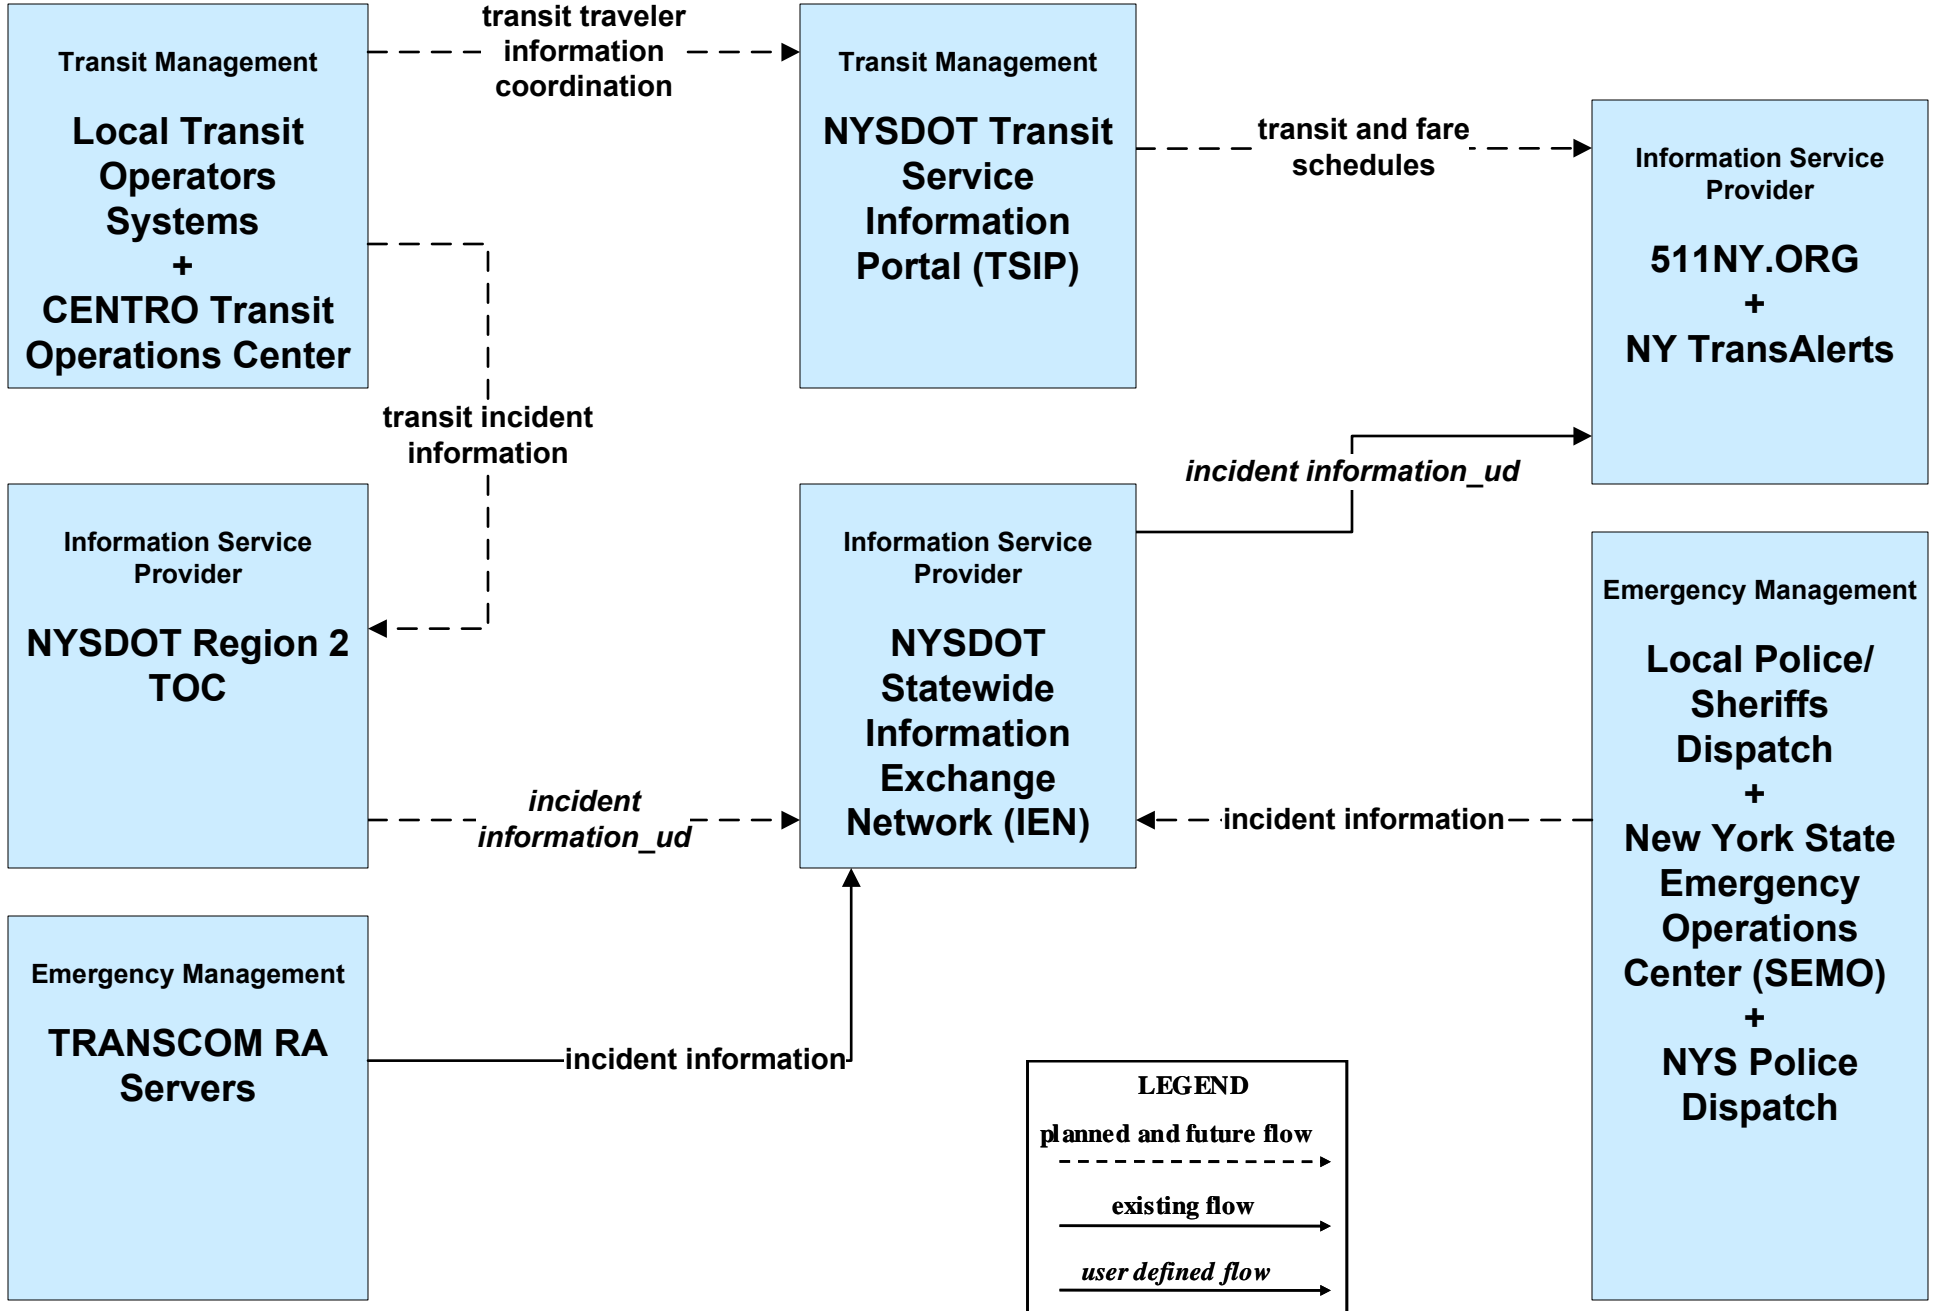 transit traveler
information
coordination
Transit Management
Local Transit
Operators
Systems
+
CENTRO Transit
Operations Center
Transit Management
NYSDOT Transit
Service
Information
Portal (TSIP)
transit and fare
schedules
Information Service
Provider
511NY.ORG
+
NY TransAlerts
transit incident
information
incident information_ud
Information Service
Provider
NYSDOT Region 2
TOC
Information Service
Provider
NYSDOT
Statewide
Information
Exchange
Network (IEN)
Emergency Management
Local Police/
Sheriffs
Dispatch
+
New York State
Emergency
Operations
Center (SEMO)
+
NYS Police
Dispatch
incident
information_ud
incident information
Emergency Management
TRANSCOM RA
Servers
incident information
LEGEND
planned and future flow
existing flow
user defined flow